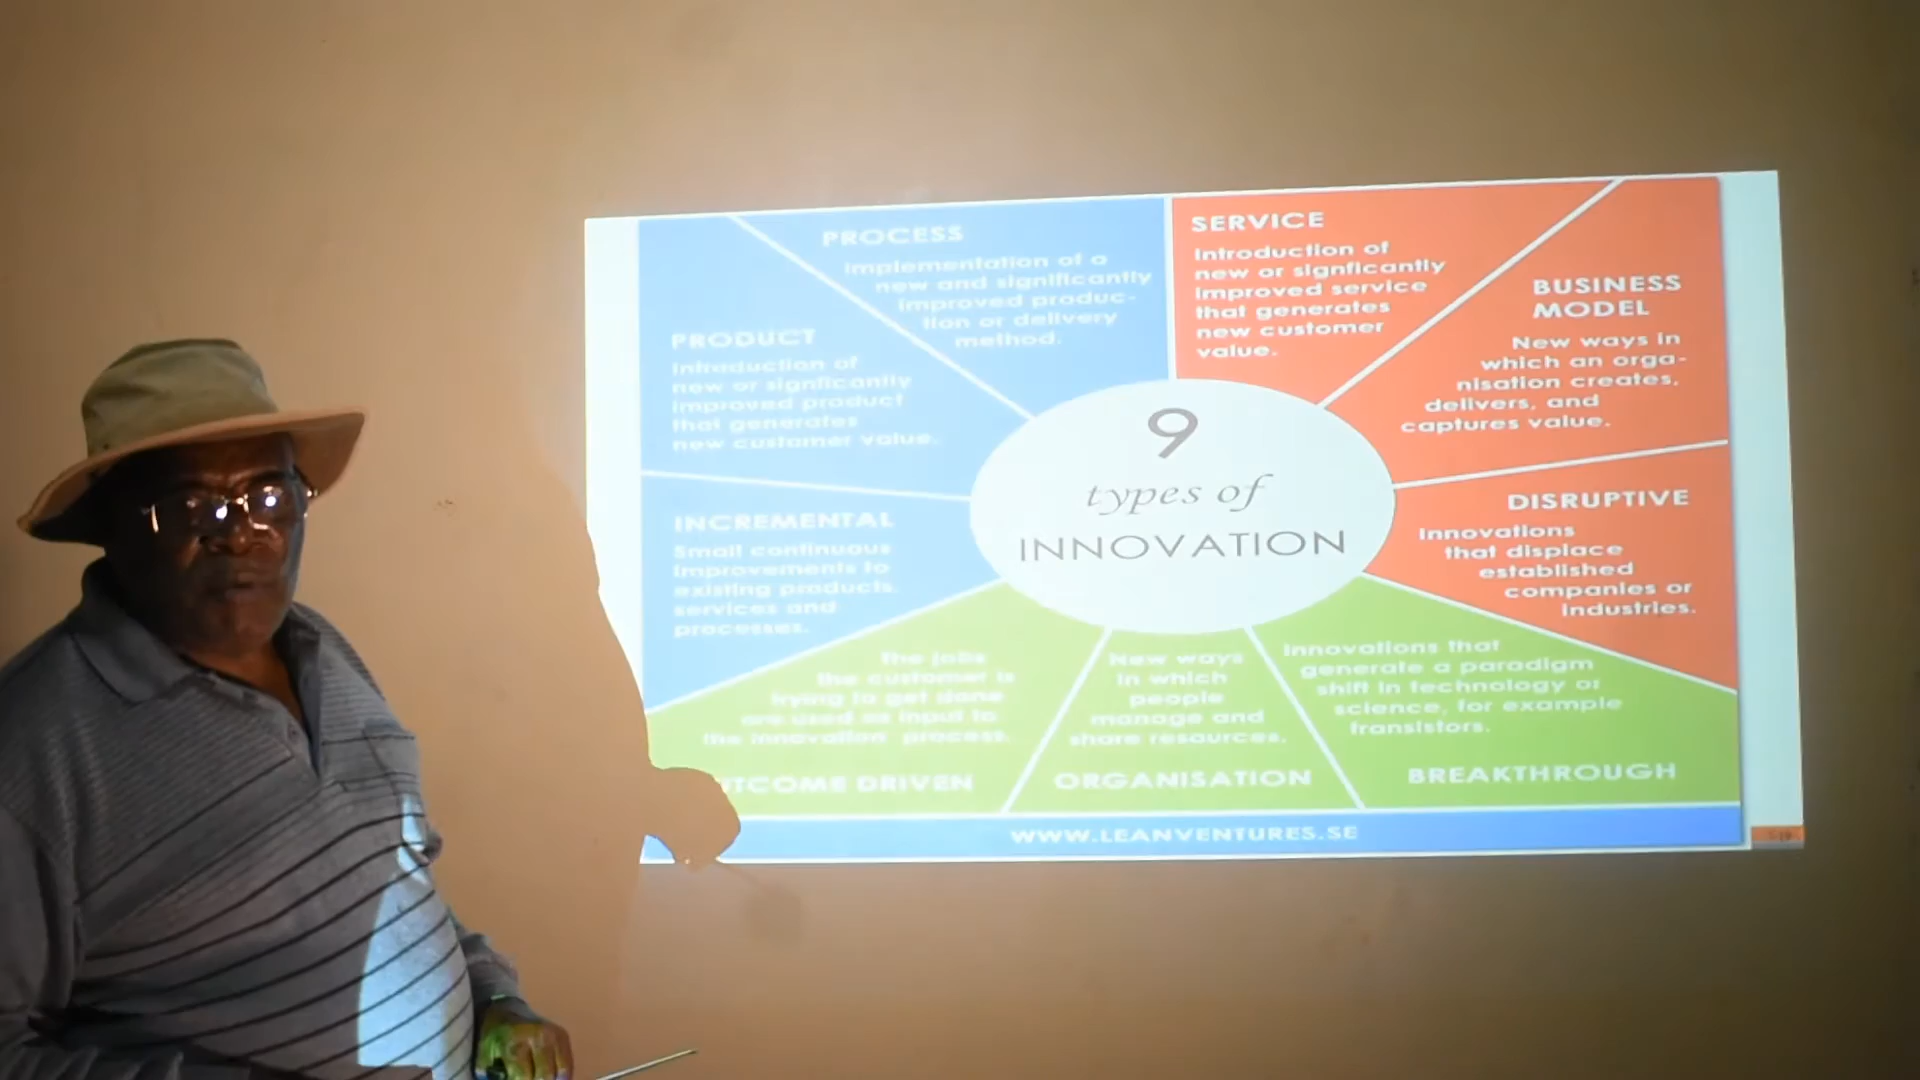 PROCESS
Implementation of a
new and significantly
improved produc-
tion or delivery
method.
SERVICE
Introduction of
new or signficantly
improved service
that generates
new customer
value.
BUSINESS
MODEL
New ways in
which an orga-
nisation creates,
delivers, and
captures value.
PRODUCT
Introduction of
new or signficantly
improved product
that generates
new customer value.
9
types of
INNOVATION
INCREMENTAL
Small continuous
improvements to
existing products,
services and
processes.
DISRUPTIVE
Innovations
that displace
established
companies or
industries.
The jobs
the customer is
trying to get done
are used as input to
the innovation process.
TCOME DRIVEN
New ways
in which
people
manage and
share resources.
ORGANISATION
Innovations that
generate a paradigm
shift in technology or
science, for example
transistors.
BREAKTHROUGH
WWW.LEANVENTURES.SE